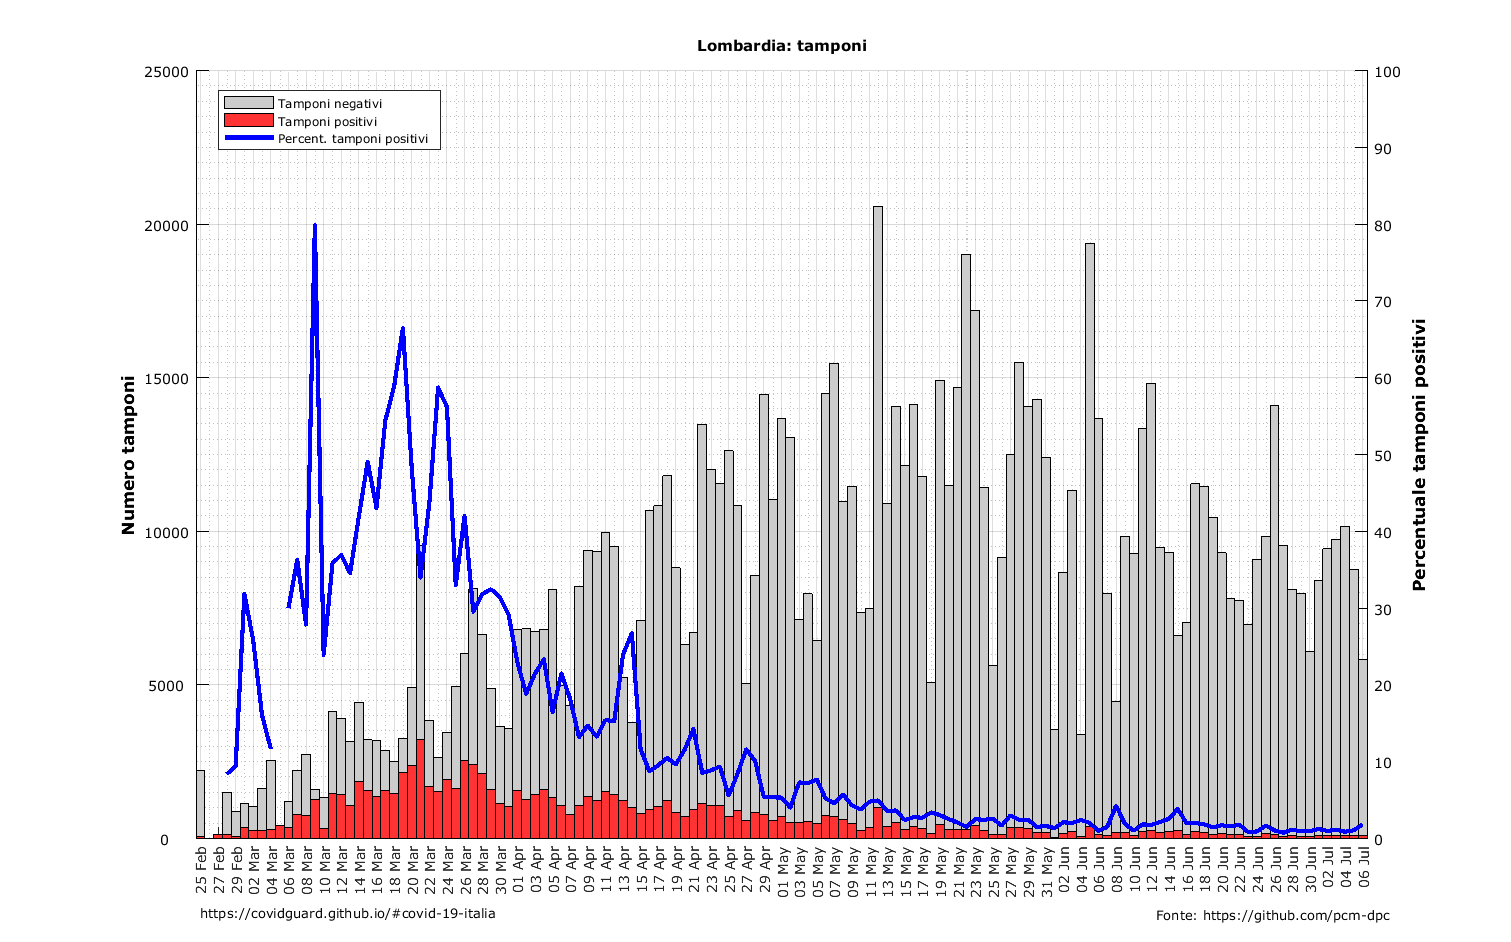 Lombardia: tamponi
25000
20000
15000
10000
5000
0
Numero tamponi
Tamponi negativi
Tamponi positivi
Percent. tamponi positivi
100
90
80
70
60
50
40
30
20
10
0
Percentuale tamponi positivi
25 Feb
27 Feb
29 Feb
02 Mar
04 Mar
06 Mar
08 Mar
10 Mar
12 Mar
14 Mar
16 Mar
18 Mar
20 Mar
22 Mar
24 Mar
26 Mar
28 Mar
30 Mar
01 Apr
03 Apr
05 Apr
07 Apr
09 Apr
11 Apr
13 Apr
15 Apr
17 Apr
19 Apr
21 Apr
23 Apr
25 Apr
27 Apr
29 Apr
01 May
03 May
05 May
07 May
09 May
11 May
13 May
15 May
17 May
19 May
21 May
23 May
25 May
27 May
29 May
31 May
02 Jun
04 Jun
06 Jun
08 Jun
10 Jun
12 Jun
14 Jun
16 Jun
18 Jun
20 Jun
22 Jun
24 Jun
26 Jun
28 Jun
30 Jun
02 Jul
04 Jul
06 Jul
https://covidguard.github.io/#covid-19-italia
Fonte: https://github.com/pcm-dpc